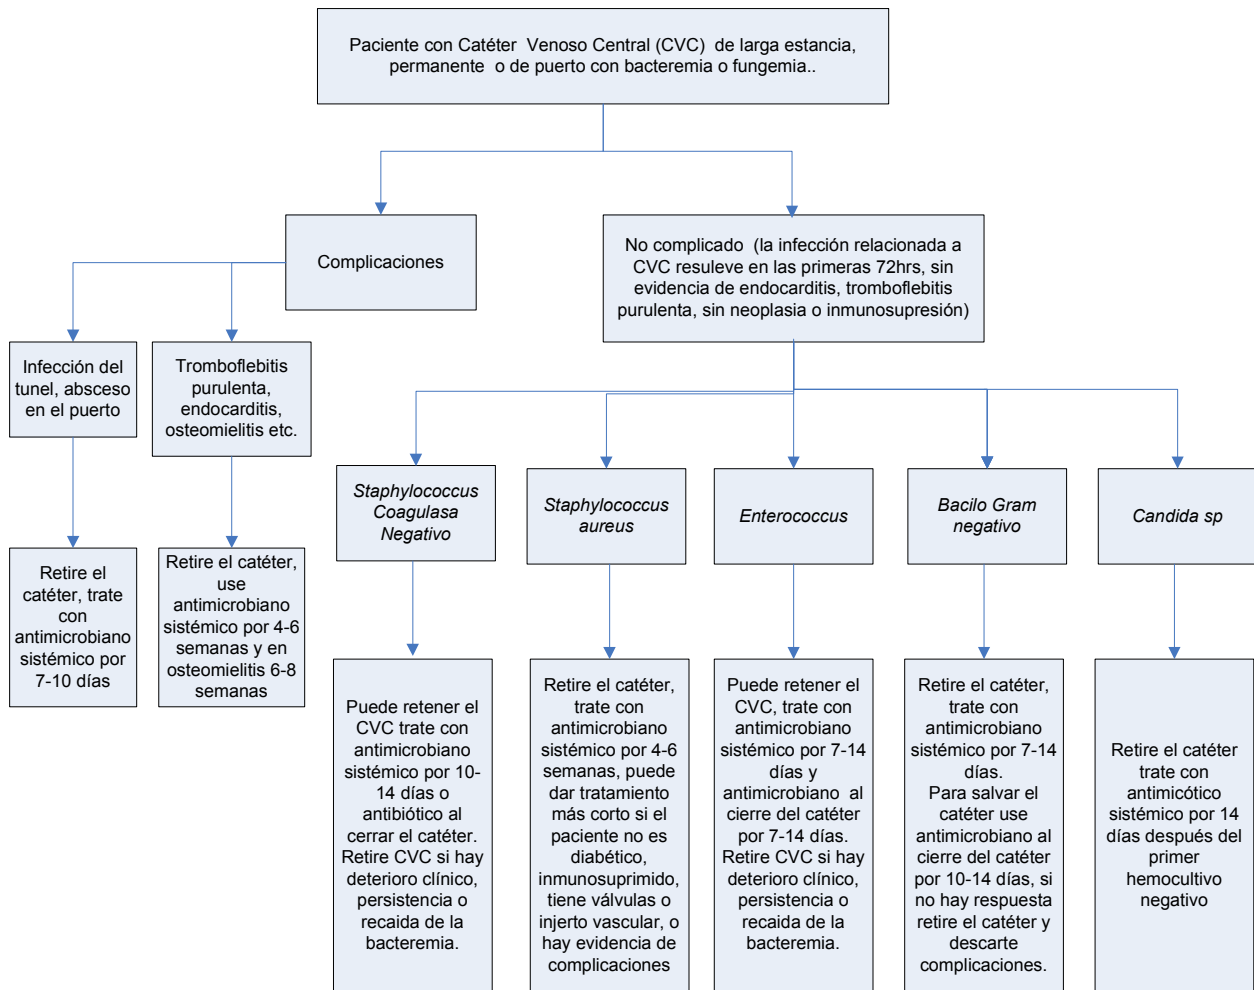 Paciente con Catéter Venoso Central (CVC) de larga estancia,
permanente o de puerto con bacteremia o fungemia..
Complicaciones
No complicado (la infección relacionada a
CVC resuleve en las primeras 72hrs, sin
evidencia de endocarditis, tromboflebitis
purulenta, sin neoplasia o inmunosupresión)
Infección del
tunel, absceso
en el puerto
Tromboflebitis
purulenta,
endocarditis,
osteomielitis etc.
Staphylococcus
Coagulasa
Negativo
Staphylococcus
aureus
Enterococcus
Bacilo Gram
negativo
Candida sp
Retire el
catéter, trate
con
antimicrobiano
sistémico por
7-10 días
Retire el catéter,
use
antimicrobiano
sistémico por 4-6
semanas y en
osteomielitis 6-8
semanas
Puede retener el
CVC trate con
antimicrobiano
sistémico por 10-
14 días o
antibiótico al
cerrar el catéter.
Retire CVC si hay
deterioro clínico,
persistencia o
recaida de la
bacteremia.
Retire el catéter,
trate con
antimicrobiano
sistémico por 4-6
semanas, puede
dar tratamiento
más corto si el
paciente no es
diabético,
inmunosuprimido,
tiene válvulas o
injerto vascular, o
hay evidencia de
complicaciones
Puede retener el
CVC, trate con
antimicrobiano
sistémico por 7-14
días y
antimicrobiano al
cierre del catéter
por 7-14 días.
Retire CVC si hay
deterioro clínico,
persistencia o
recaida de la
bacteremia.
Retire el catéter,
trate con
antimicrobiano
sistémico por 7-14
días.
Para salvar el
catéter use
antimicrobiano al
cierre del catéter
por 10-14 días, si
no hay respuesta
retire el catéter y
descarte
complicaciones.
Retire el catéter
trate con
antimicótico
sistémico por 14
días después del
primer
hemocultivo
negativo